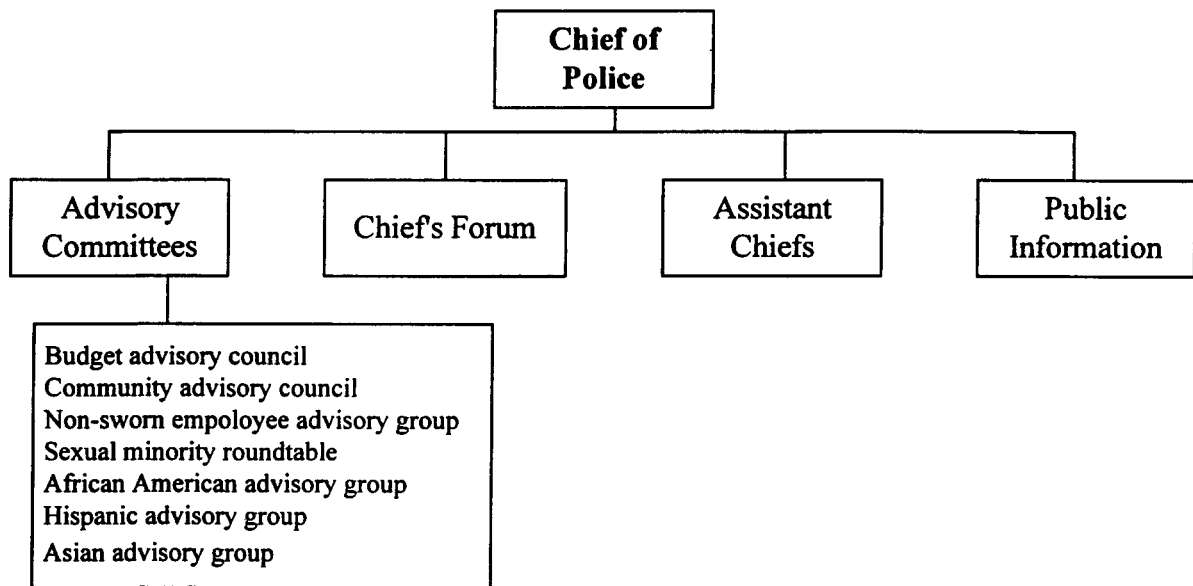 Chief of
Police
Advisory
Committees
Chief's Forum
Assistant
Chiefs
Public
Information
Budget advisory council
Community advisory council
Non-sworn empoloyee advisory group
Sexual minority roundtable
African American advisory group
Hispanic advisory group
Asian advisory group